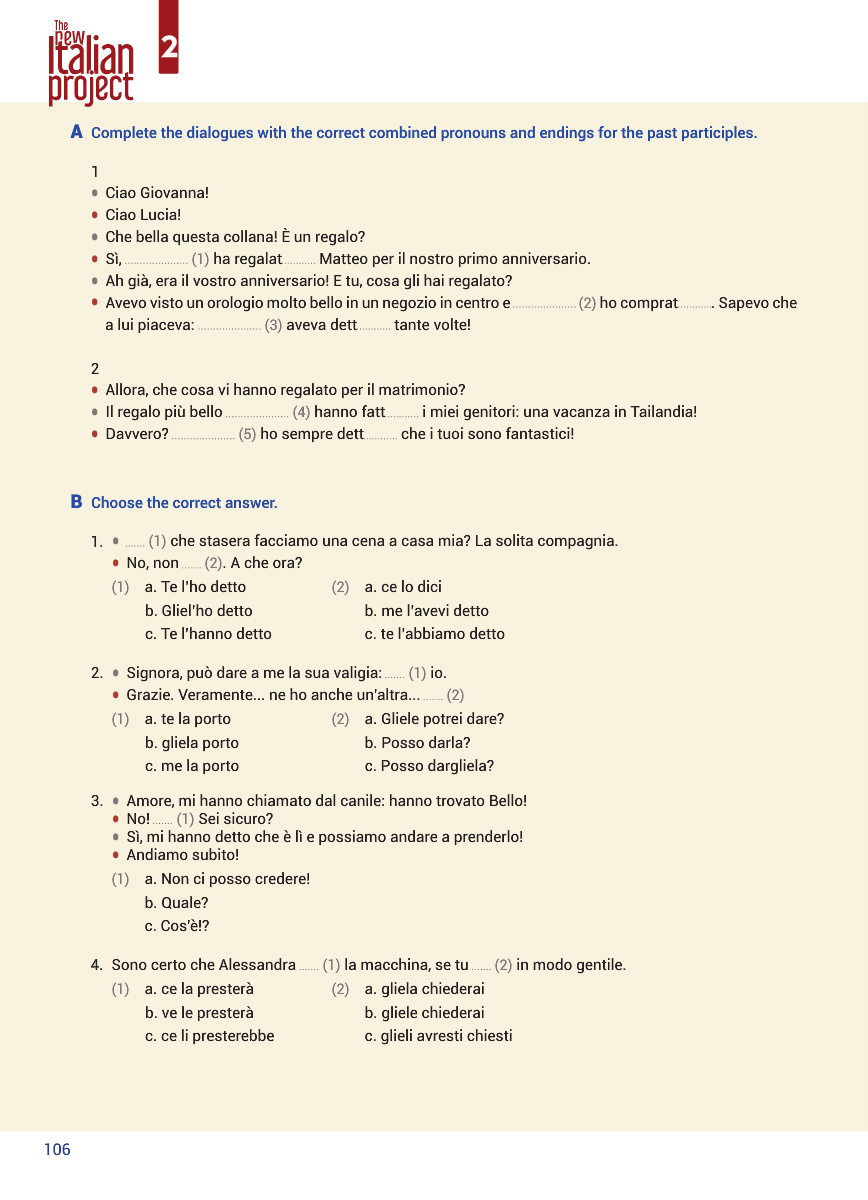 The
new
Italian
project
2
A Complete the dialogues with the correct combined pronouns and endings for the past participles.
1
• Ciao Giovanna!
• Ciao Lucia!
• Che bella questa collana! È un regalo?
• Sì, ..................... (1) ha regalat........... Matteo per il nostro primo anniversario.
• Ah già, era il vostro anniversario! E tu, cosa gli hai regalato?
• Avevo visto un orologio molto bello in un negozio in centro e ..................... (2) ho comprat........... . Sapevo che
a lui piaceva: ..................... (3) aveva dett........... tante volte!
2
• Allora, che cosa vi hanno regalato per il matrimonio?
• Il regalo più bello ..................... (4) hanno fatt........... i miei genitori: una vacanza in Tailandia!
• Davvero? ..................... (5) ho sempre dett........... che i tuoi sono fantastici!
B Choose the correct answer.
1. • ....... (1) che stasera facciamo una cena a casa mia? La solita compagnia.
• No, non ....... (2). A che ora?
(1) a. Te l'ho detto (2) a. ce lo dici
b. Gliel'ho detto b. me l'avevi detto
c. Te l'hanno detto c. te l'abbiamo detto
2. • Signora, può dare a me la sua valigia: ....... (1) io.
• Grazie. Veramente... ne ho anche un'altra... ....... (2)
(1) a. te la porto (2) a. Gliele potrei dare?
b. gliela porto b. Posso darla?
c. me la porto c. Posso dargliela?
3. • Amore, mi hanno chiamato dal canile: hanno trovato Bello!
• No! ....... (1) Sei sicuro?
• Sì, mi hanno detto che è lì e possiamo andare a prenderlo!
• Andiamo subito!
(1) a. Non ci posso credere!
b. Quale?
c. Cos'è!?
4. Sono certo che Alessandra ....... (1) la macchina, se tu ....... (2) in modo gentile.
(1) a. ce la presterà (2) a. gliela chiederai
b. ve le presterà b. gliele chiederai
c. ce li presterebbe c. glieli avresti chiesti
106